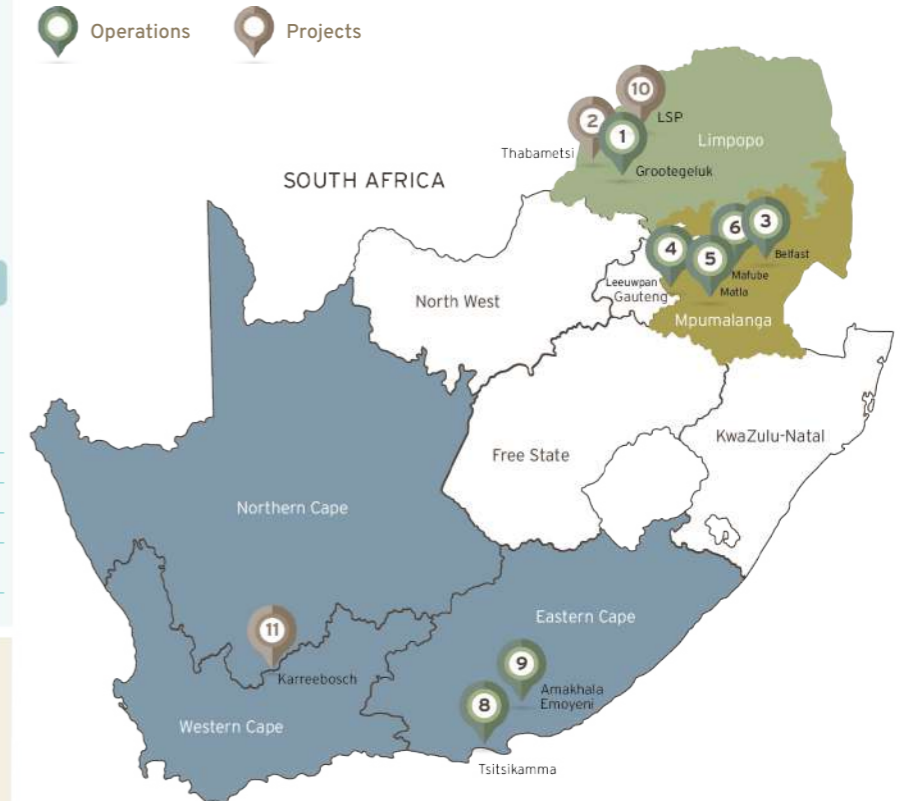 Operations
Projects
10
LSP
2
1
Limpopo
Thabametsi
Grootegeluk
SOUTH AFRICA
6
3
4
5
Belfast
Mafube
Leeuwpan
Matla
Gauteng
North West
Mpumalanga
KwaZulu-Natal
Free State
Northern Cape
Eastern Cape
11
Karreebosch
9
Amakhala
Emoyeni
8
Western Cape
Tsitsikamma